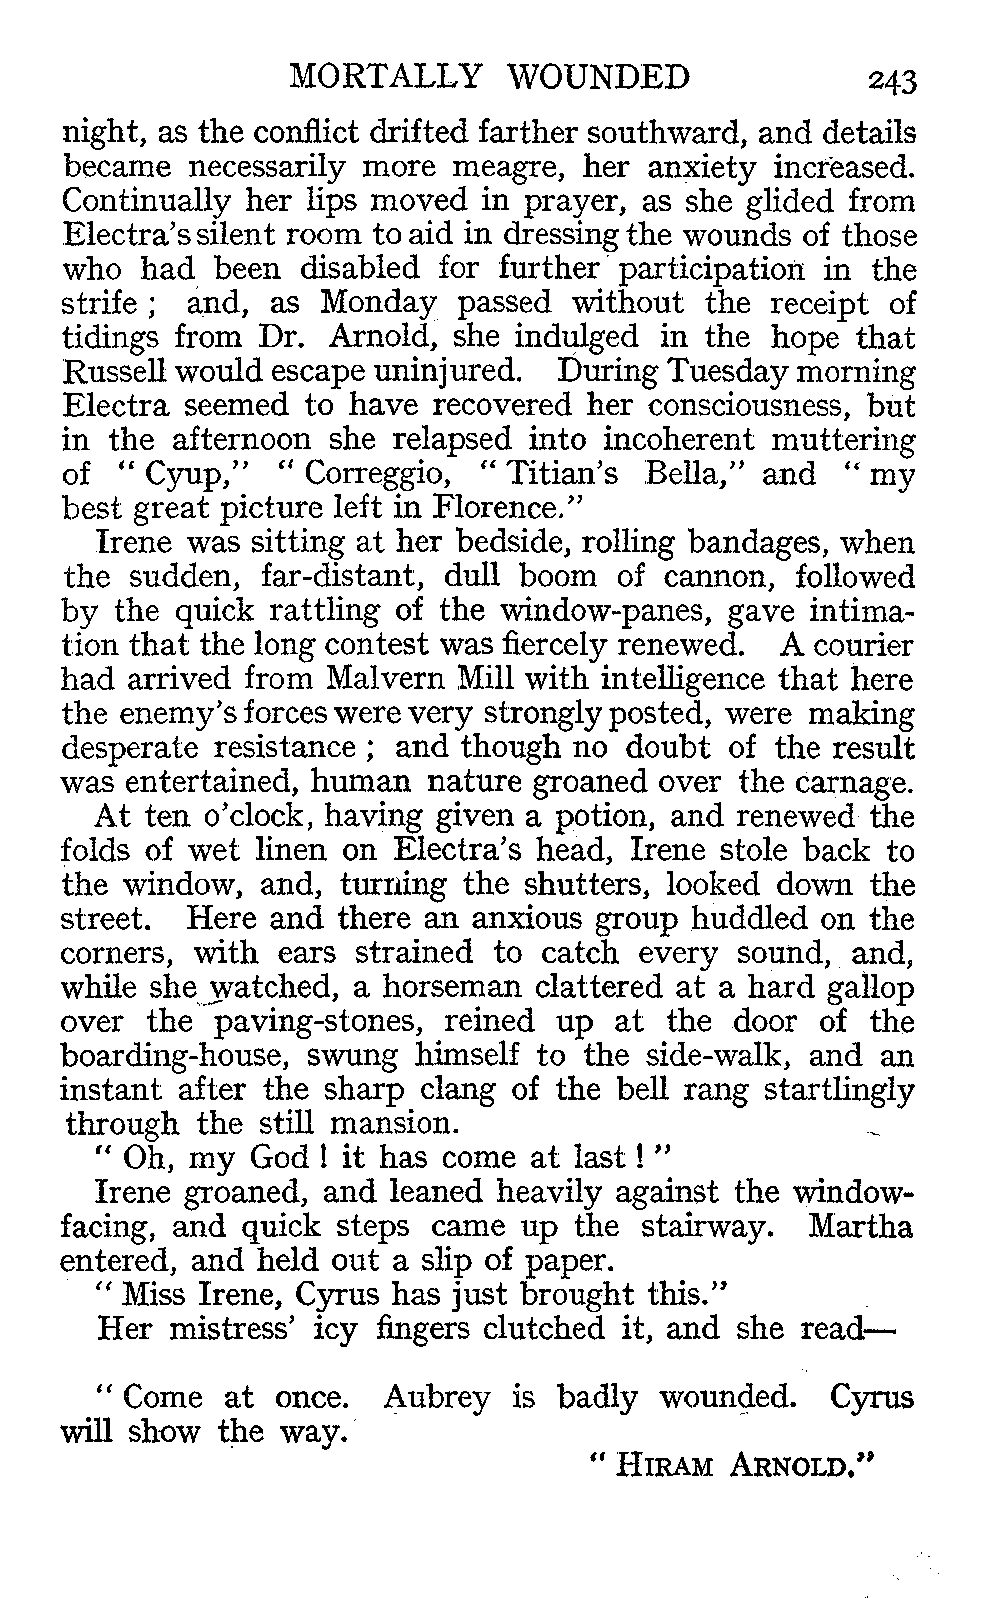 MORTALLY WOUNDED 243
night, as the conflict drifted farther southward, and details
became necessarily more meagre, her anxiety increased.
Continually her lips moved in prayer, as she glided from
Electra's silent room to aid in dressing the wounds of those
who had been disabled for further participation in the
strife ; and, as Monday passed without the receipt of
tidings from Dr. Arnold, she indulged in the hope that
Russell would escape uninjured. During Tuesday morning
Electra seemed to have recovered her consciousness, but
in the afternoon she relapsed into incoherent muttering
of " Cyup," " Correggio, " Titian's Bella," and " my
best great picture left in Florence."
Irene was sitting at her bedside, rolling bandages, when
the sudden, far-distant, dull boom of cannon, followed
by the quick rattling of the window-panes, gave intima-
tion that the long contest was fiercely renewed. A courier
had arrived from Malvern Mill with intelligence that here
the enemy's forces were very strongly posted, were making
desperate resistance ; and though no doubt of the result
was entertained, human nature groaned over the carnage.
At ten o'clock, having given a potion, and renewed the
folds of wet linen on Electra's head, Irene stole back to
the window, and, turning the shutters, looked down the
street. Here and there an anxious group huddled on the
corners, with ears strained to catch every sound, and,
while she watched, a horseman clattered at a hard gallop
over the paving-stones, reined up at the door of the
boarding-house, swung himself to the side-walk, and an
instant after the sharp clang of the bell rang startlingly
through the still mansion.
" Oh, my God ! it has come at last ! "
Irene groaned, and leaned heavily against the window-
facing, and quick steps came up the stairway. Martha
entered, and held out a slip of paper.
" Miss Irene, Cyrus has just brought this."
Her mistress' icy fingers clutched it, and she read—
" Come at once. Aubrey is badly wounded. Cyrus
will show the way.
" HIRAM ARNOLD."